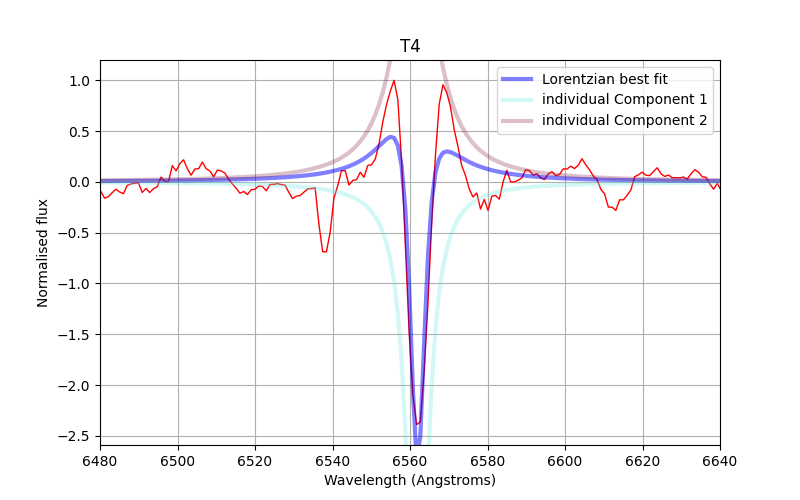 T4
Lorentzian best fit
individual Component 1
individual Component 2
1.0
0.5
0.0
−0.5
−1.0
−1.5
−2.0
−2.5
Normalised flux
6480 6500 6520 6540 6560 6580 6600 6620 6640
Wavelength (Angstroms)